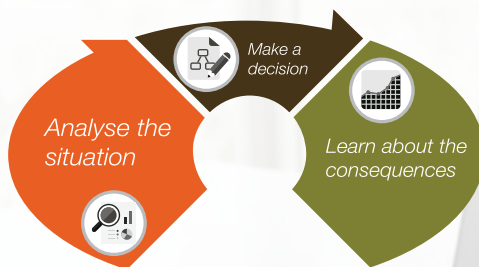 Make a
decision
Analyse the
situation
Learn about the
consequences